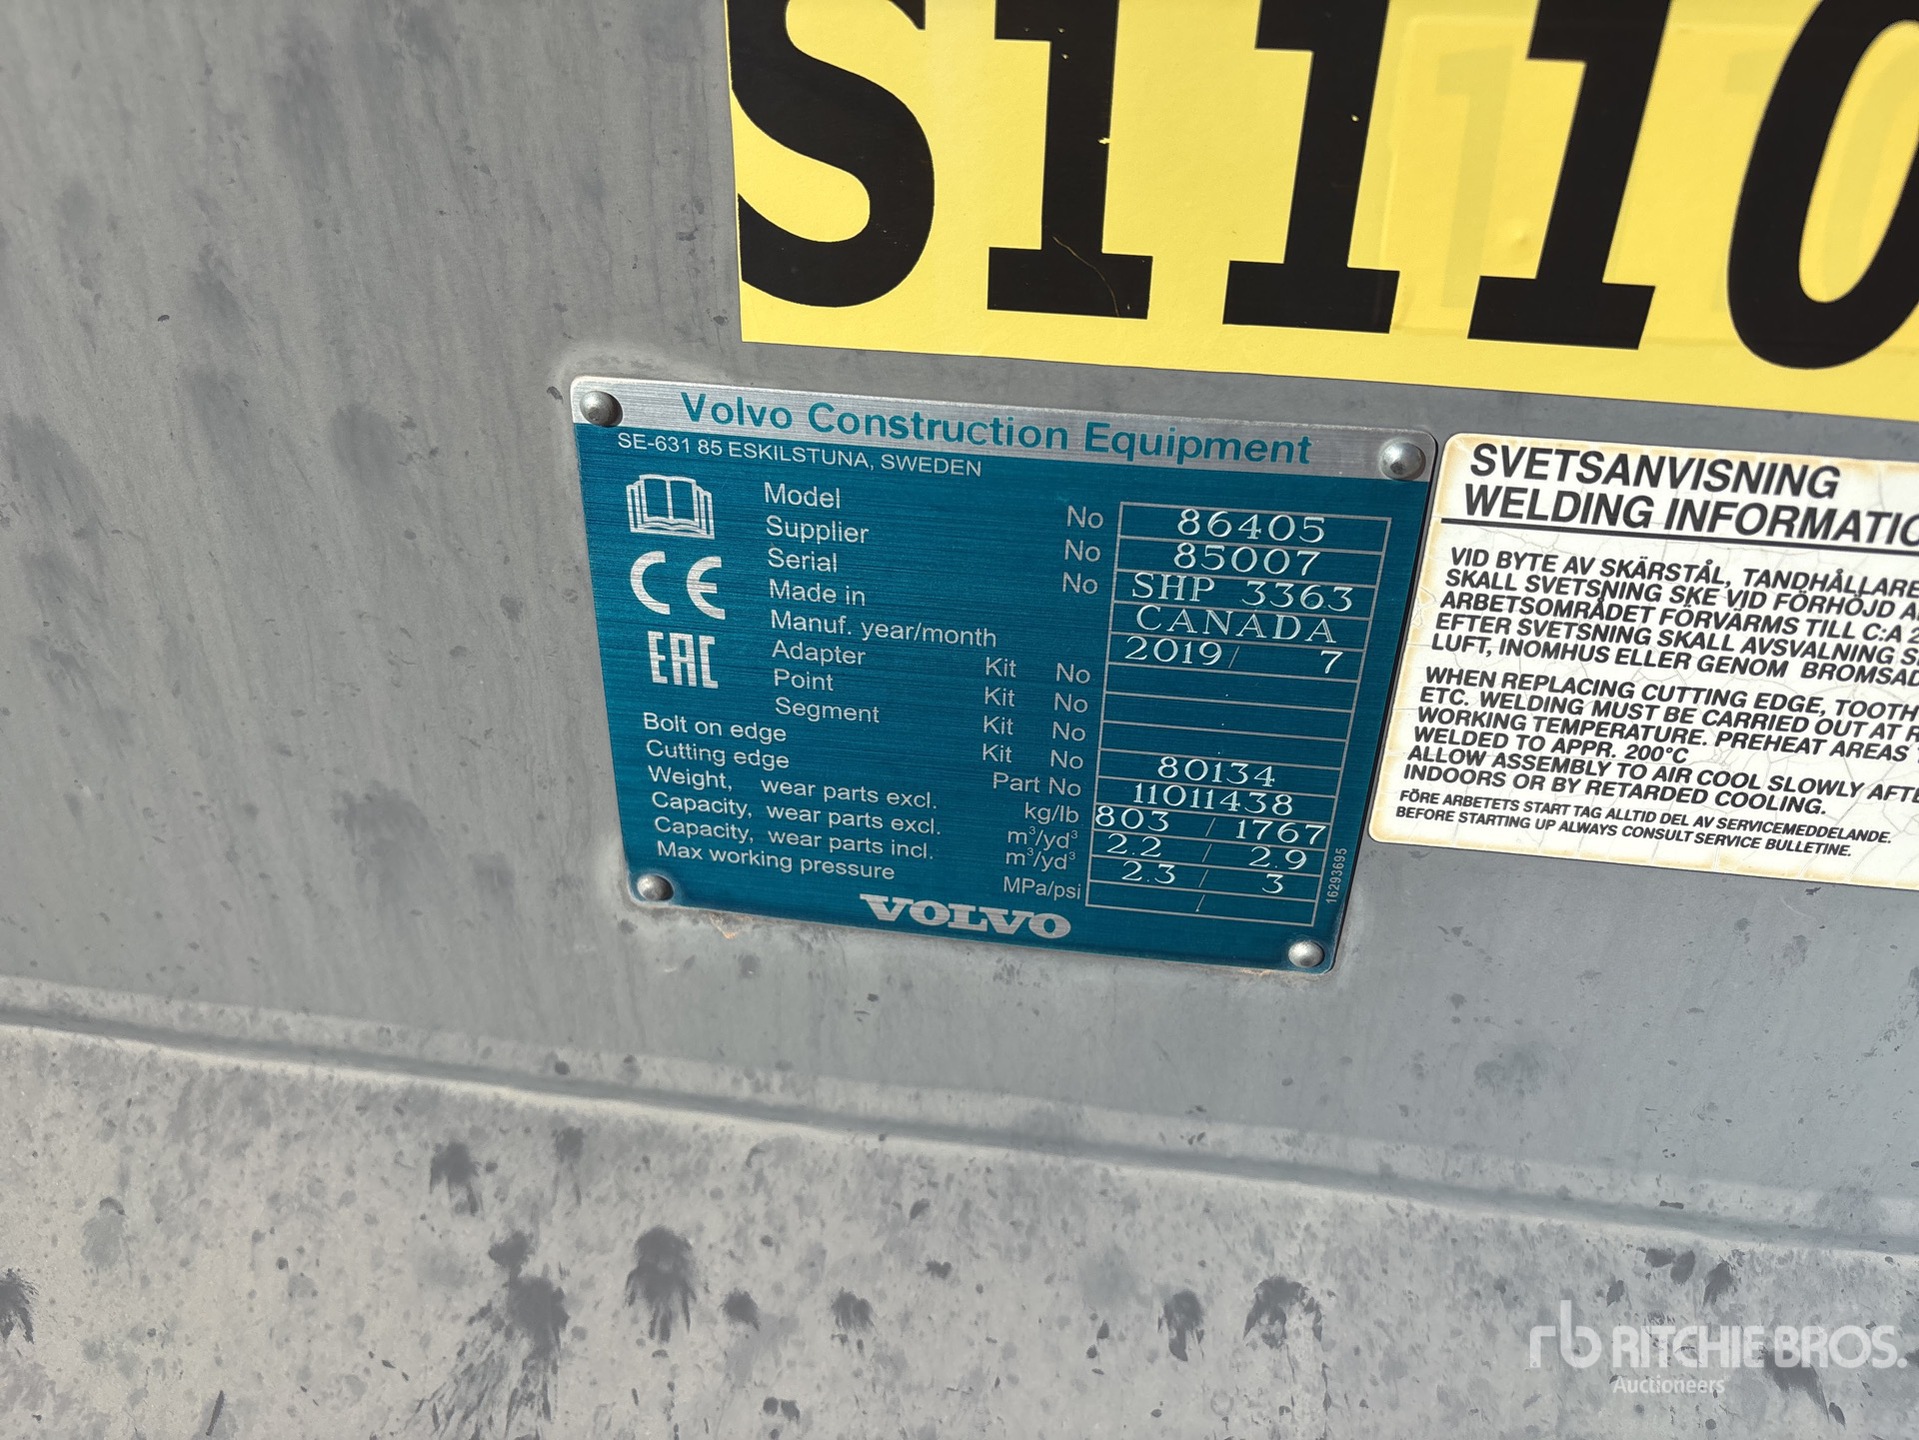 S1110
Volvo Construction Equipment
SE-631 85 ESKILSTUNA, SWEDEN
Model No 86405
Supplier No 85007
Serial No SHP 3363
Made in CANADA
Manuf. year/month 2019/ 7
Adapter Kit No
Point Kit No
Segment Kit No
Bolt on edge Kit No 80134
Cutting edge Part No 11011438
Weight, wear parts excl. kg/lb 803 / 1767
Capacity, wear parts excl. m³/yd³ 2.2 / 2.9
Capacity, wear parts incl. m³/yd³ 2.3 / 3
Max working pressure MPa/psi /
VOLVO
16293695
CE
EAC
SVETSANVISNING
WELDING INFORMATIO
VID BYTE AV SKÄRSTÅL, TANDHÅLLARE
SKALL SVETSNING SKE VID FÖRHÖJD A
ARBETSOMRÅDET FÖRVÄRMS TILL C:A 2
EFTER SVETSNING SKALL AVSVALNING S
LUFT, INOMHUS ELLER GENOM BROMSAD
WHEN REPLACING CUTTING EDGE, TOOTH
ETC. WELDING MUST BE CARRIED OUT AT R
WORKING TEMPERATURE. PREHEAT AREAS
WELDED TO APPR. 200°C
ALLOW ASSEMBLY TO AIR COOL SLOWLY AFTE
INDOORS OR BY RETARDED COOLING.
FÖRE ARBETETS START TAG ALLTID DEL AV SERVICEMEDDELANDE.
BEFORE STARTING UP ALWAYS CONSULT SERVICE BULLETINE.
rb RITCHIE BROS.
Auctioneers